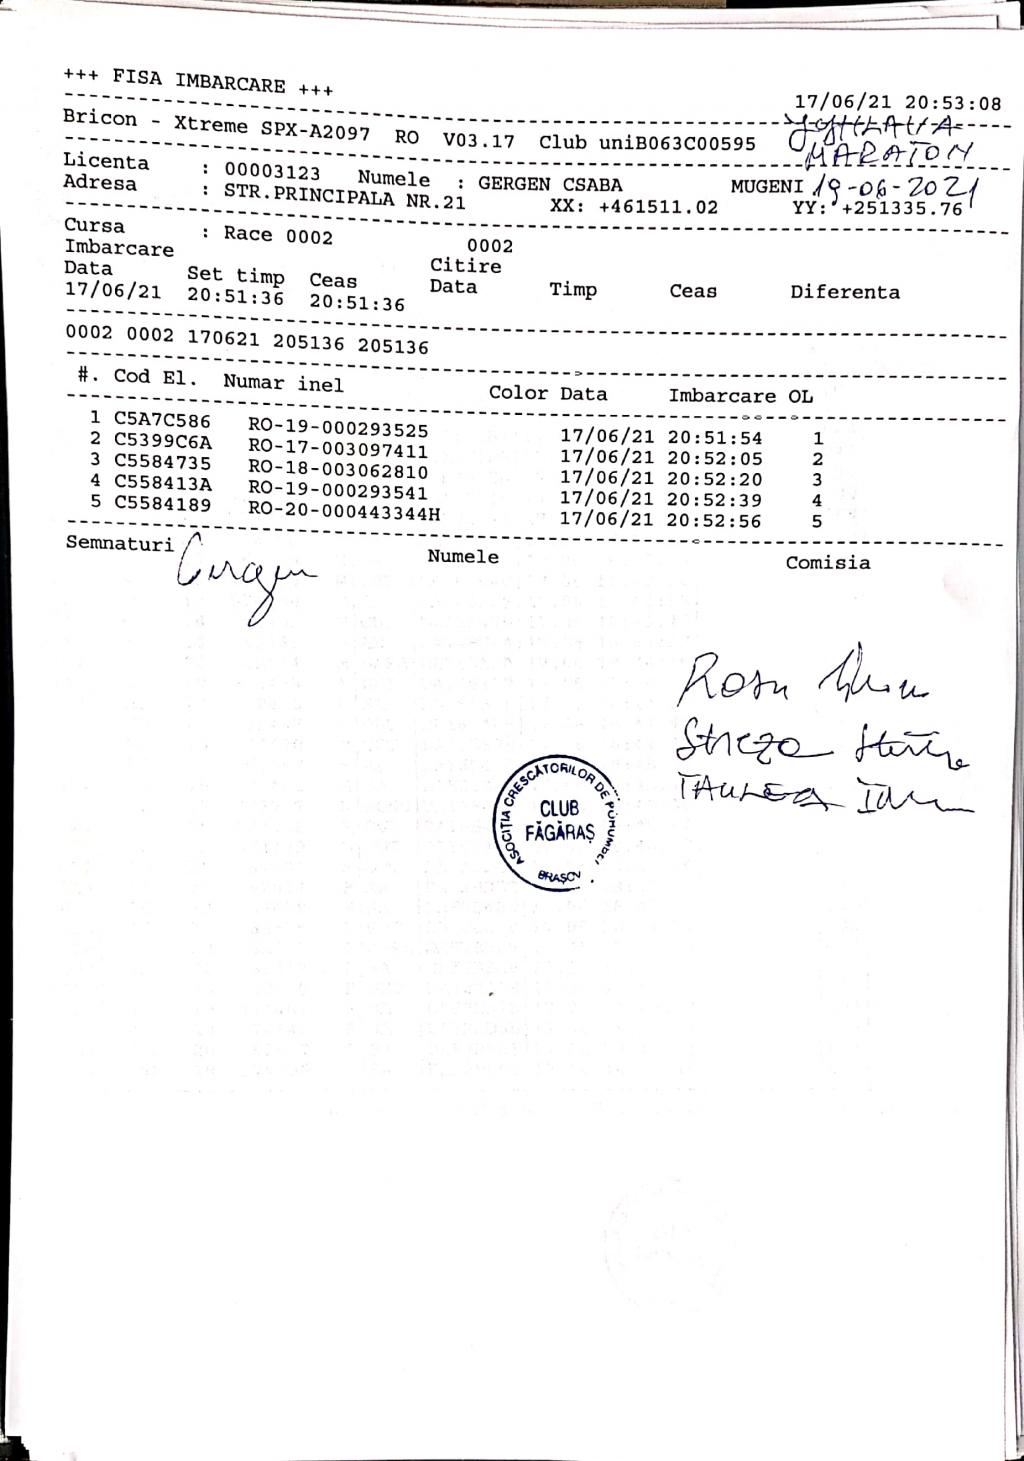 +++ FISA IMBARCARE +++
17/06/21 20:53:08
Bricon - Xtreme SPX-A2097 RO V03.17 Club uniB063C00595
MARATON
Licenta : 00003123 Numele : GERGEN CSABA MUGENI 19-06-2021
Adresa : STR.PRINCIPALA NR.21 XX: +461511.02 YY: +251335.76
Cursa : Race 0002 0002
Imbarcare Citire
Data Set timp Ceas Data Timp Ceas Diferenta
17/06/21 20:51:36 20:51:36
0002 0002 170621 205136 205136
#. Cod El. Numar inel Color Data Imbarcare OL
1 C5A7C586 RO-19-000293525 17/06/21 20:51:54 1
2 C5399C6A RO-17-003097411 17/06/21 20:52:05 2
3 C5584735 RO-18-003062810 17/06/21 20:52:20 3
4 C558413A RO-19-000293541 17/06/21 20:52:39 4
5 C5584189 RO-20-000443344H 17/06/21 20:52:56 5
Semnaturi Numele Comisia
Streza
ASOCIȚIA CRESCĂTORILOR DE PORUMBEI
CLUB
FĂGĂRAȘ
BRAȘOV